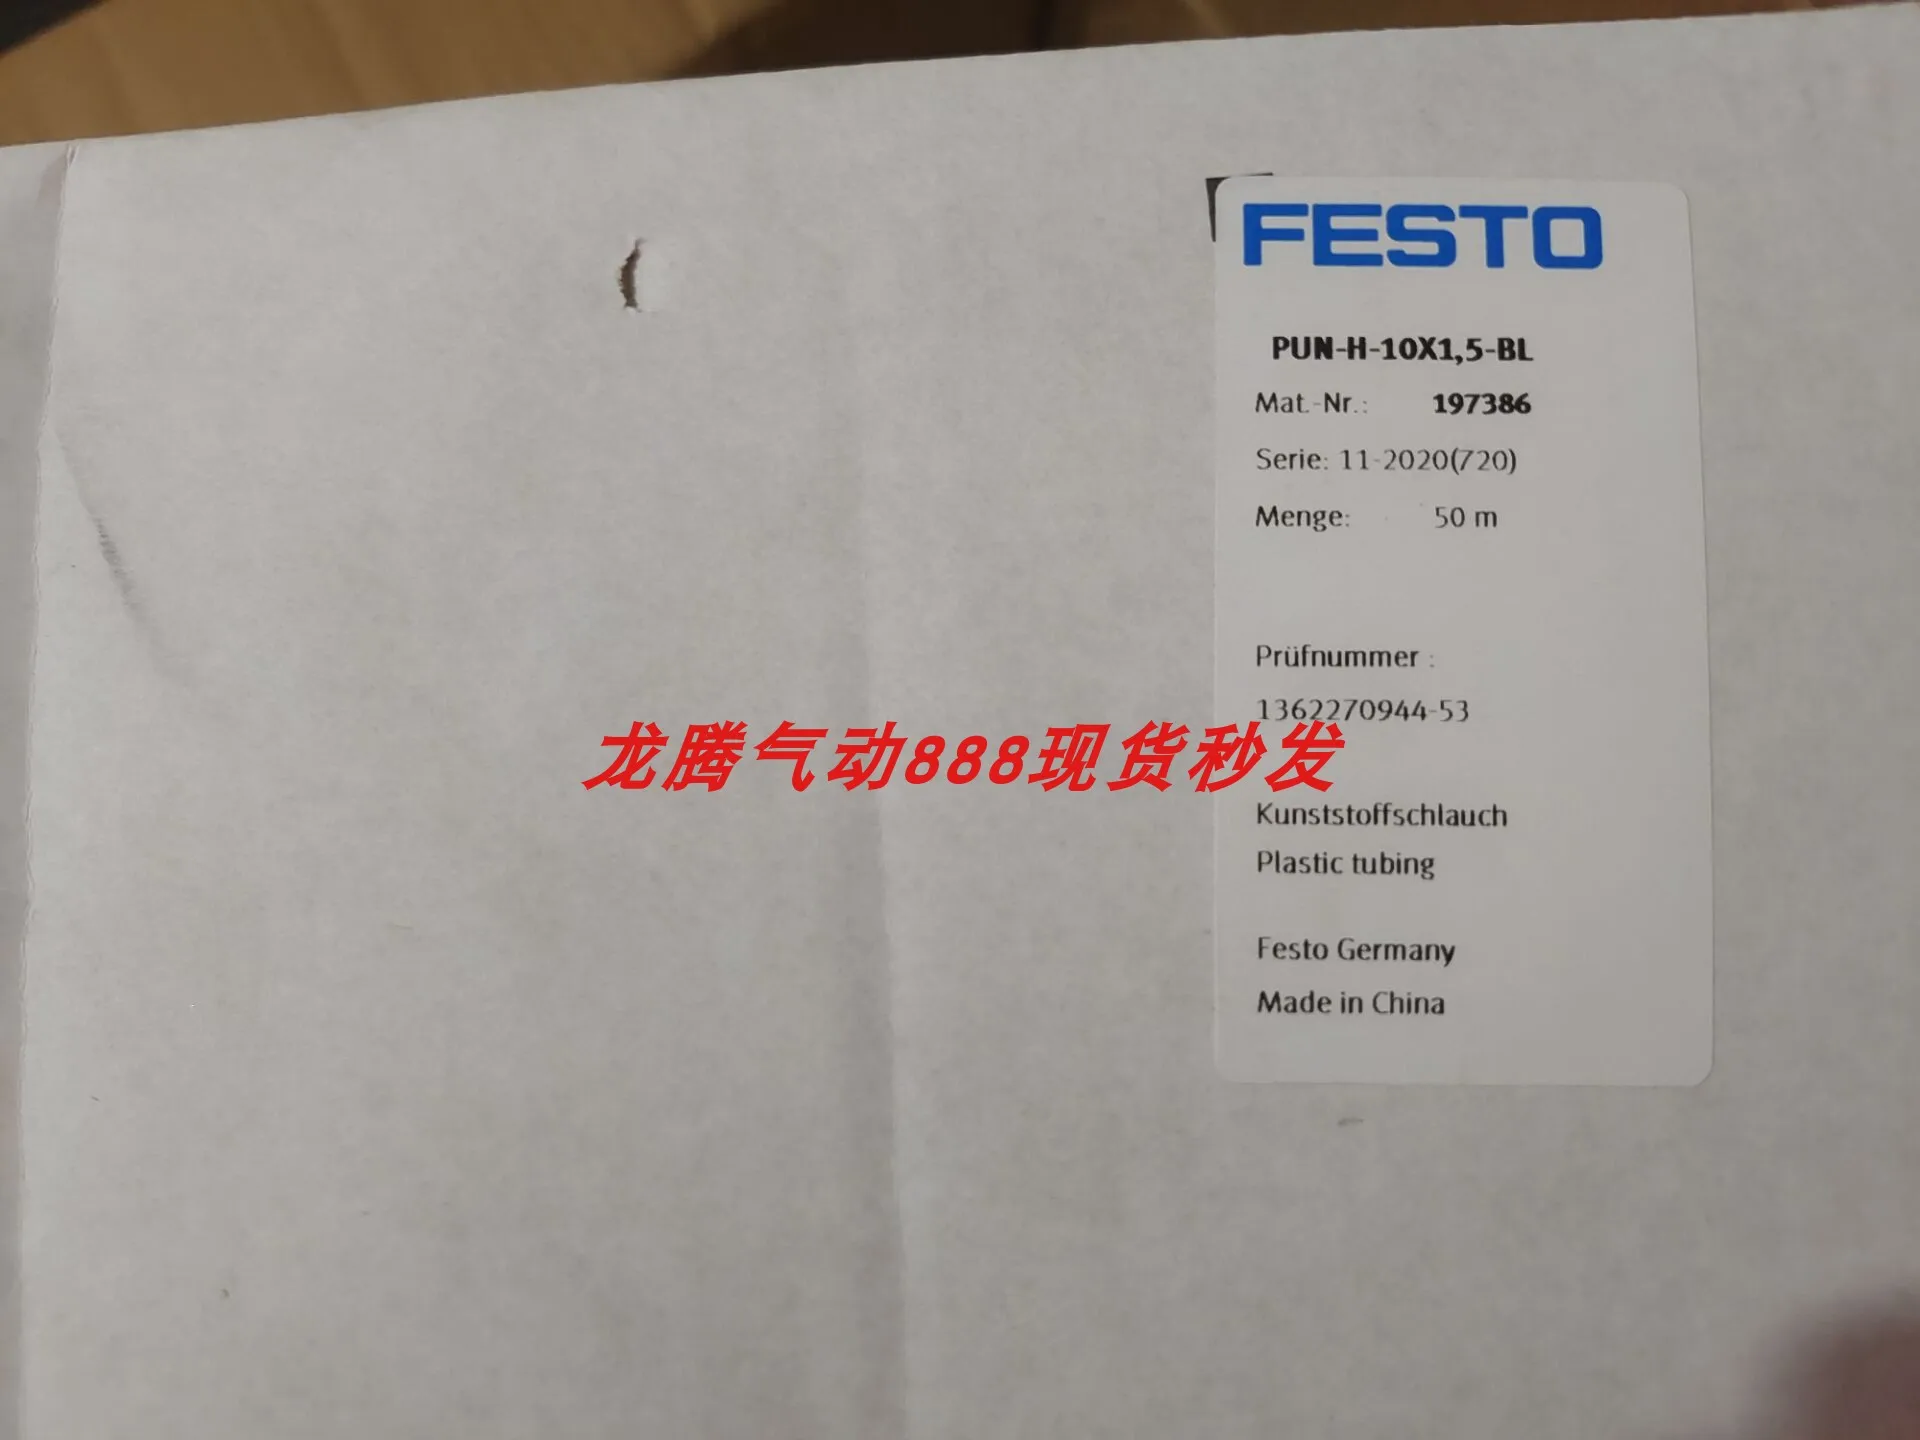 FESTO
PUN-H-10X1,5-BL
Mat.-Nr.: 197386
Serie: 11-2020(720)
Menge: 50 m
Prüfnummer :
1362270944-53
龙腾气动888现货秒发
Kunststoffschlauch
Plastic tubing
Festo Germany
Made in China